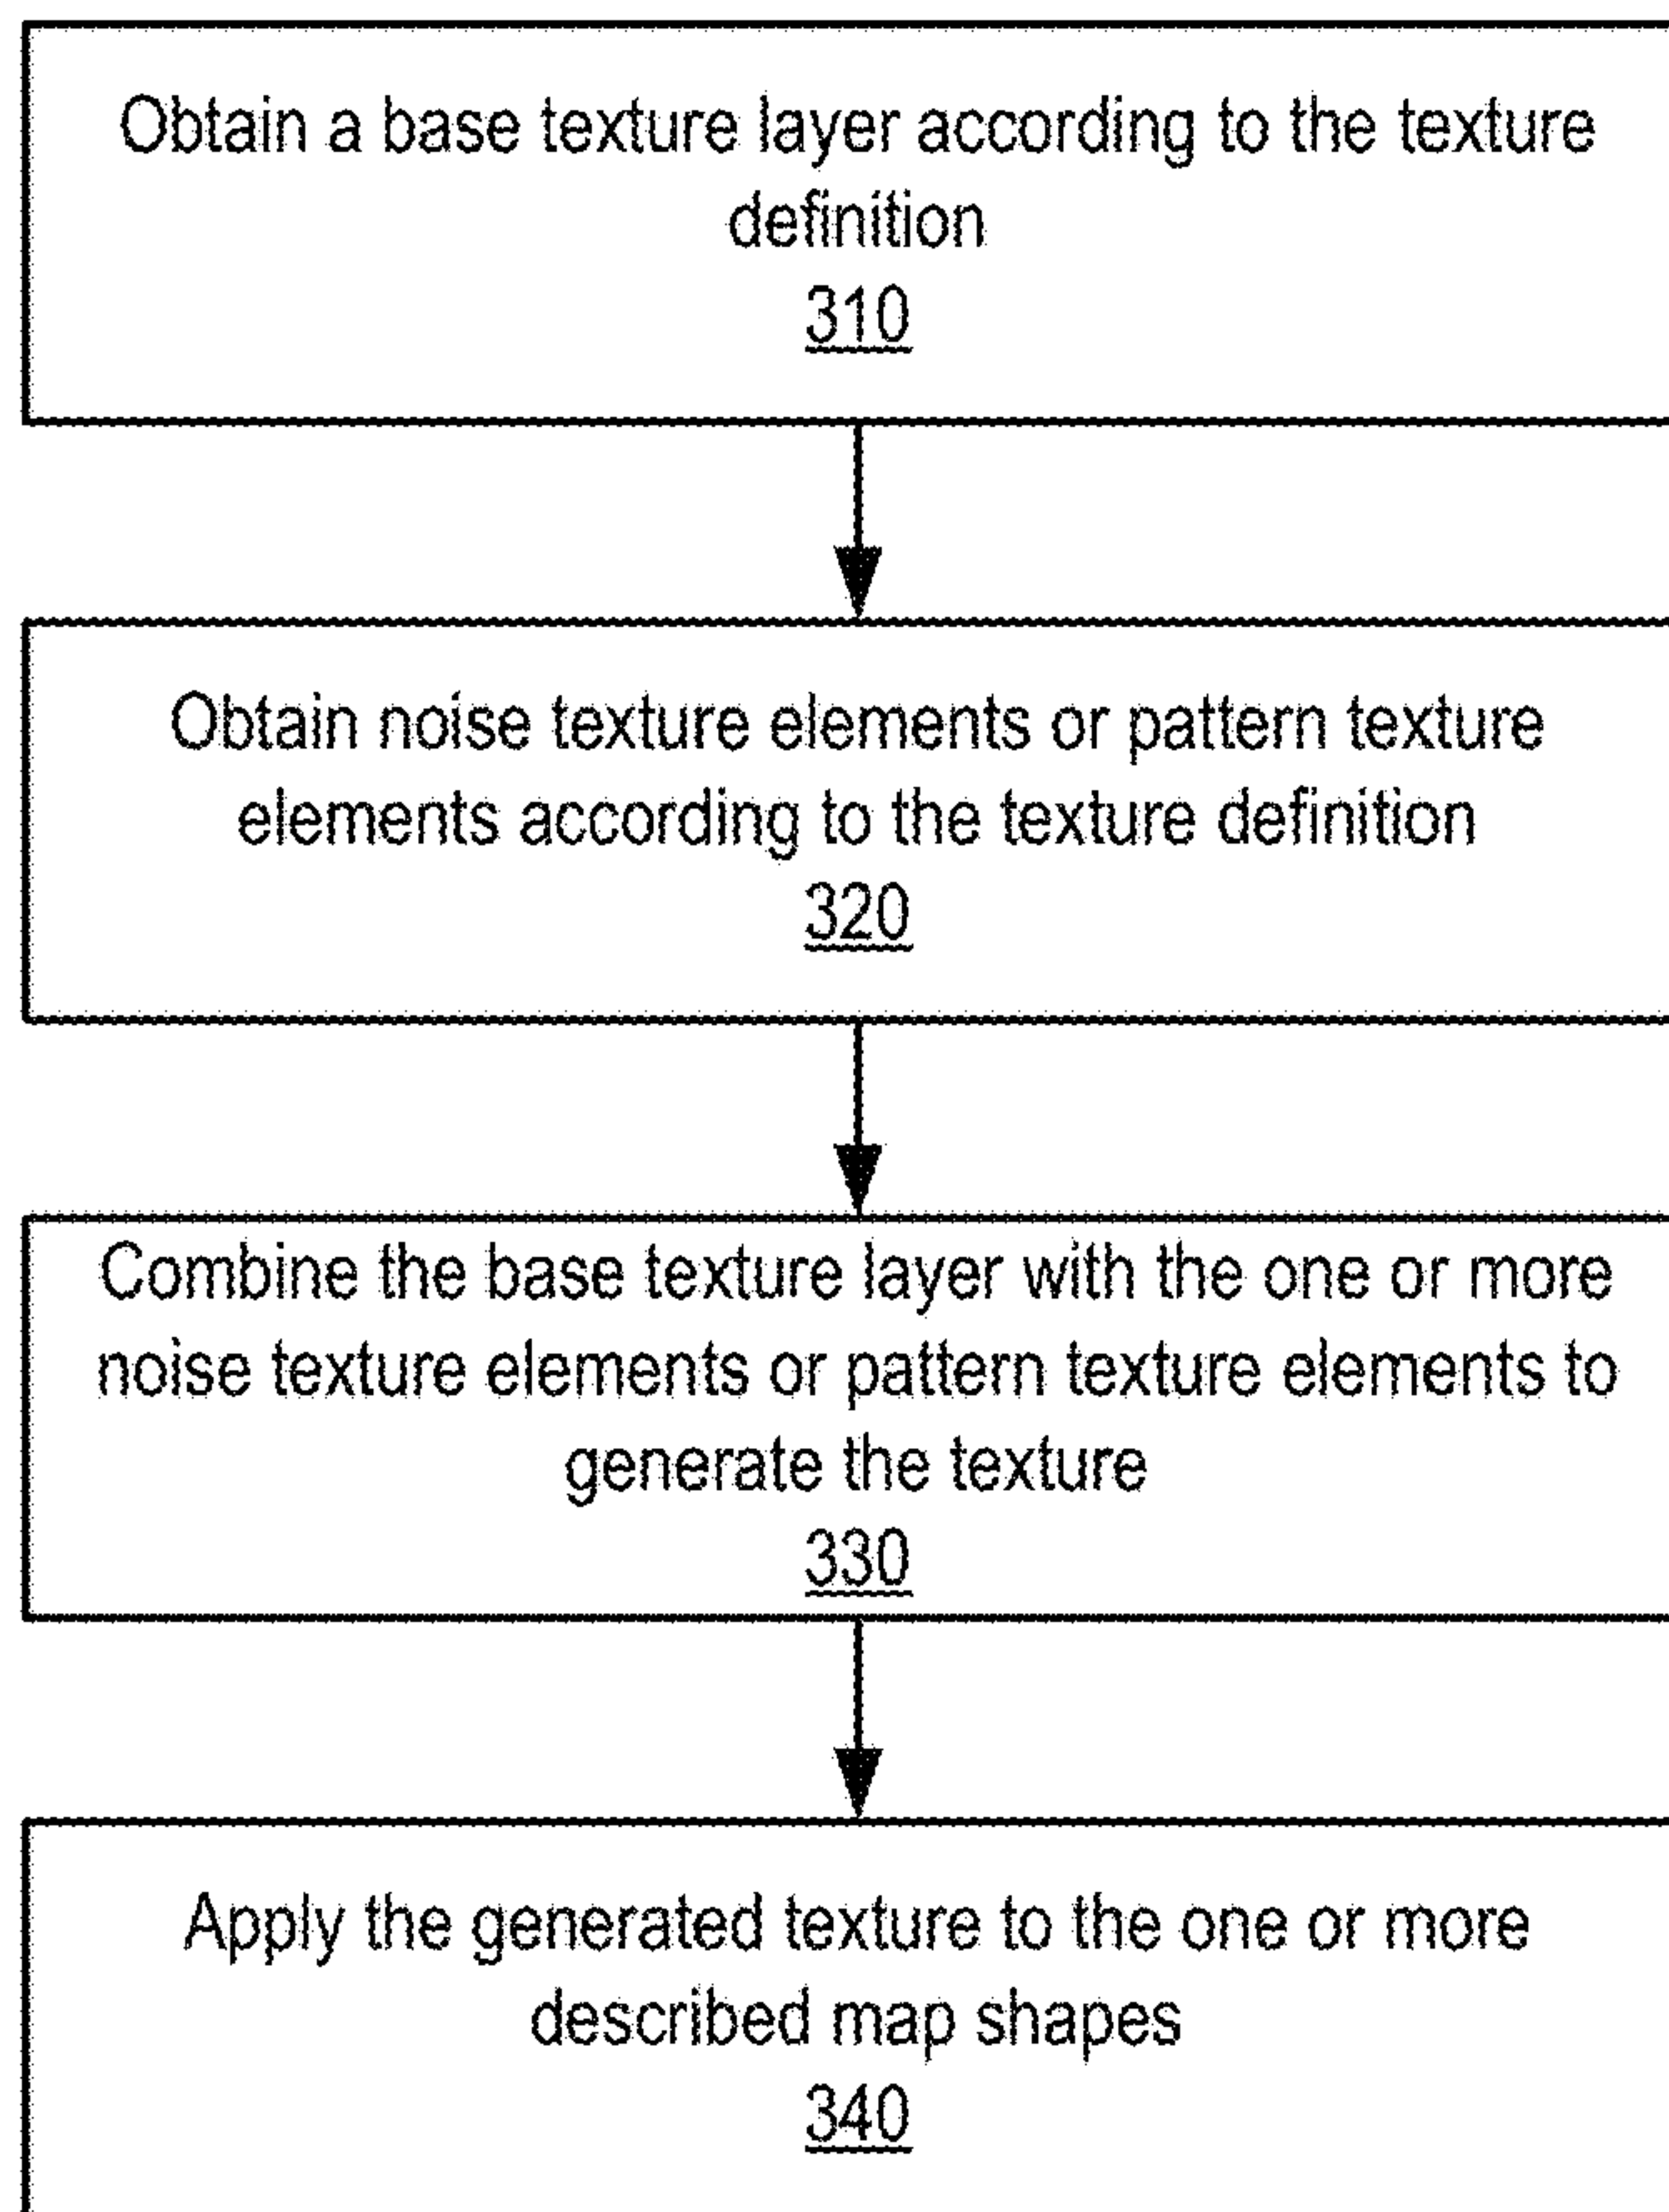 Obtain a base texture layer according to the texture
definition
310
Obtain noise texture elements or pattern texture
elements according to the texture definition
320
Combine the base texture layer with the one or more
noise texture elements or pattern texture elements to
generate the texture
330
Apply the generated texture to the one or more
described map shapes
340